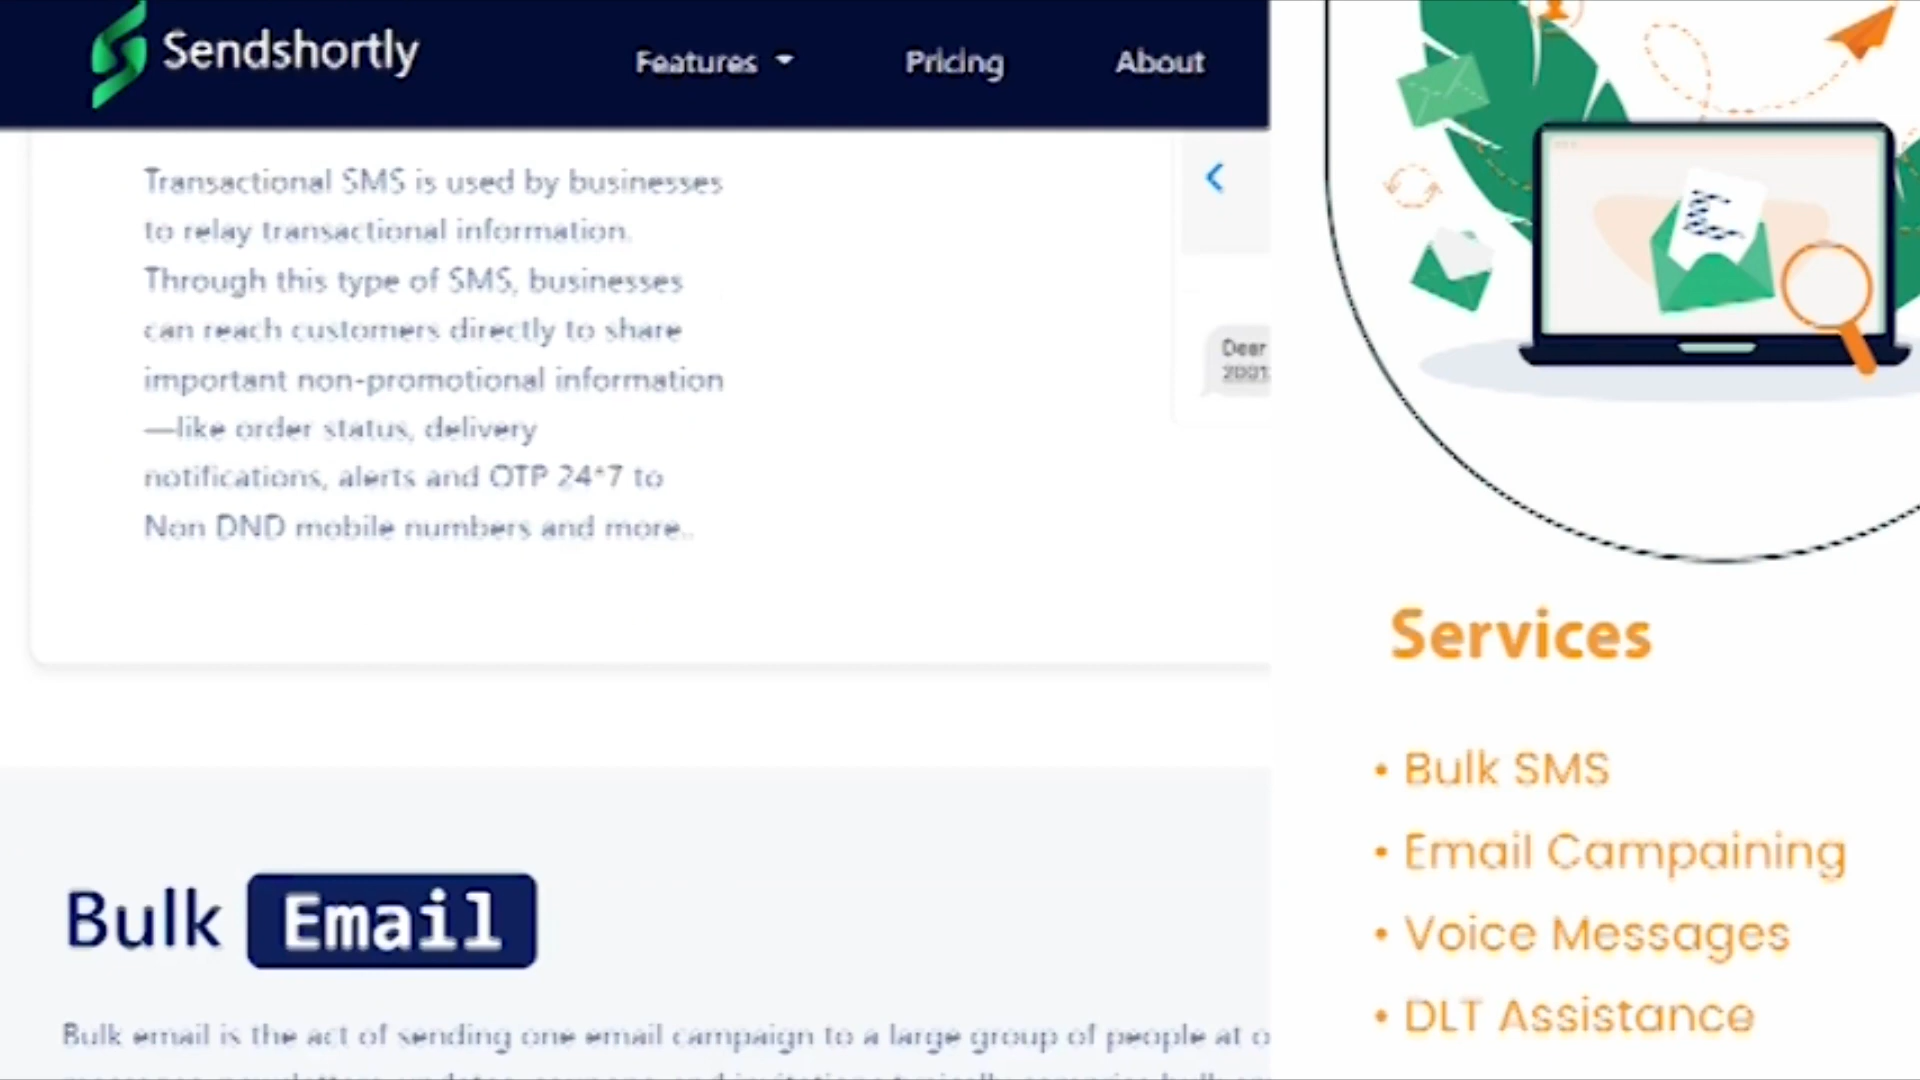 Sendshortly
Features
Pricing
About
Transactional SMS is used by businesses
to relay transactional information.
Through this type of SMS, businesses
can reach customers directly to share
important non-promotional information
—like order status, delivery
notifications, alerts and OTP 24*7 to
Non DND mobile numbers and more..
Dear
2001
Bulk Email
Bulk email is the act of sending one email campaign to a large group of people at
Services
• Bulk SMS
• Email Campaining
• Voice Messages
• DLT Assistance